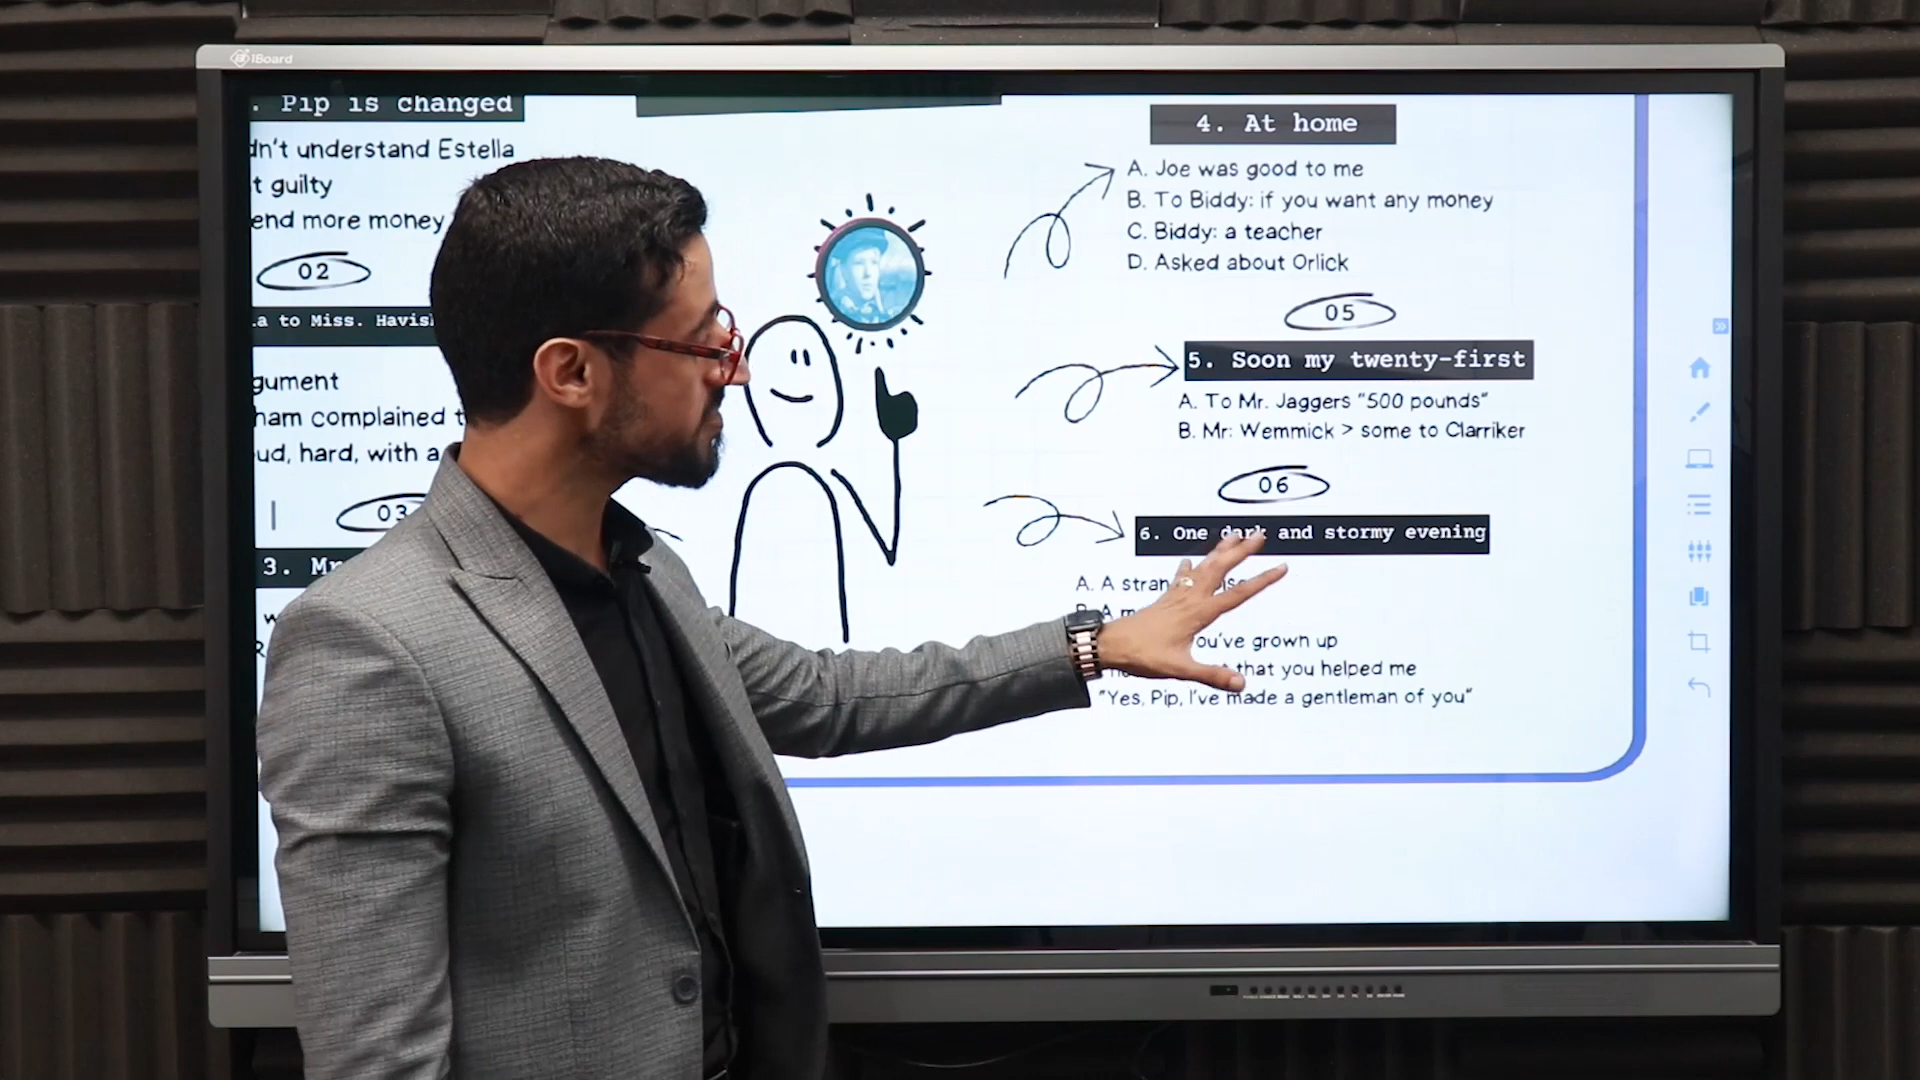 IBoard
. Pip is changed
dn't understand Estella
t guilty
end more money
02
a to Miss. Havis
gument
ham complained t
ud, hard, with a
03
3. Mr
4. At home
A. Joe was good to me
B. To Biddy: if you want any money
C. Biddy: a teacher
D. Asked about Orlick
05
5. Soon my twenty-first
A. To Mr. Jaggers "500 pounds"
B. Mr: Wemmick > some to Clarriker
06
6. One dark and stormy evening
A. A stran
B. A m
ou've grown up
that you helped me
"Yes, Pip, I've made a gentleman of you"